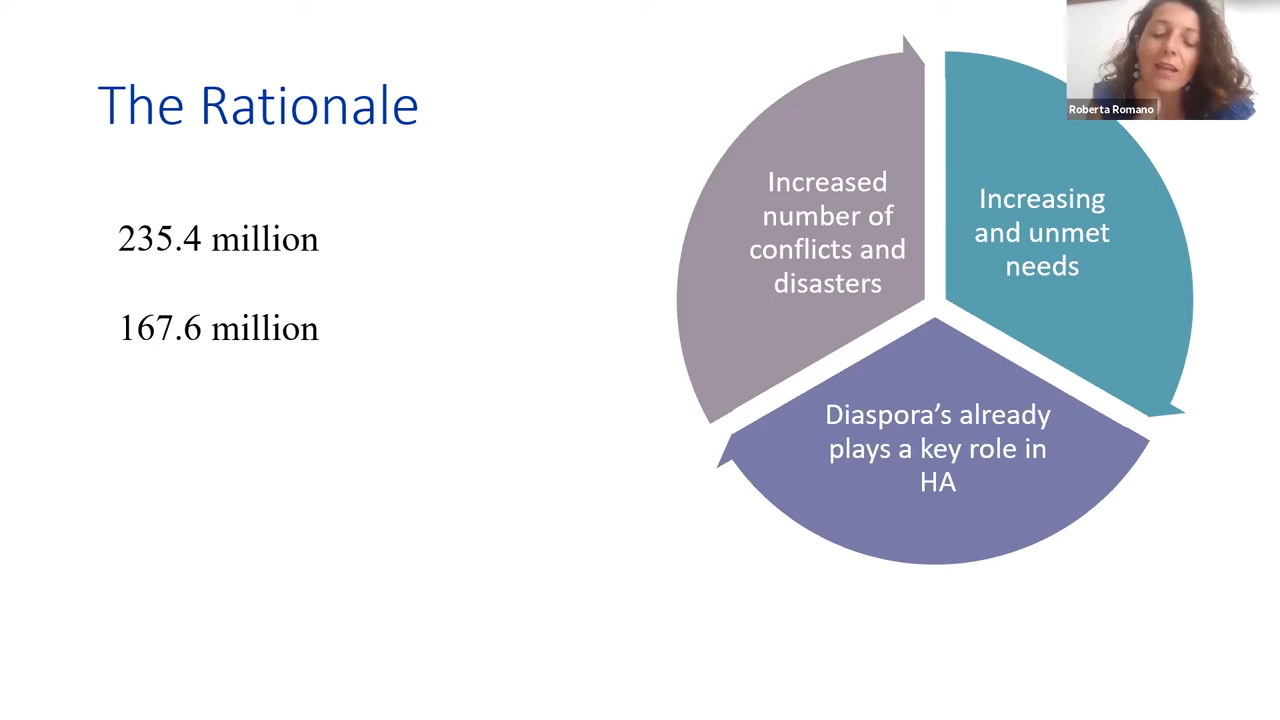 The Rationale
235.4 million
167.6 million
Increased
number of
conflicts and
disasters
Increasing
and unmet
needs
Diaspora’s already
plays a key role in
HA
Roberta Romano